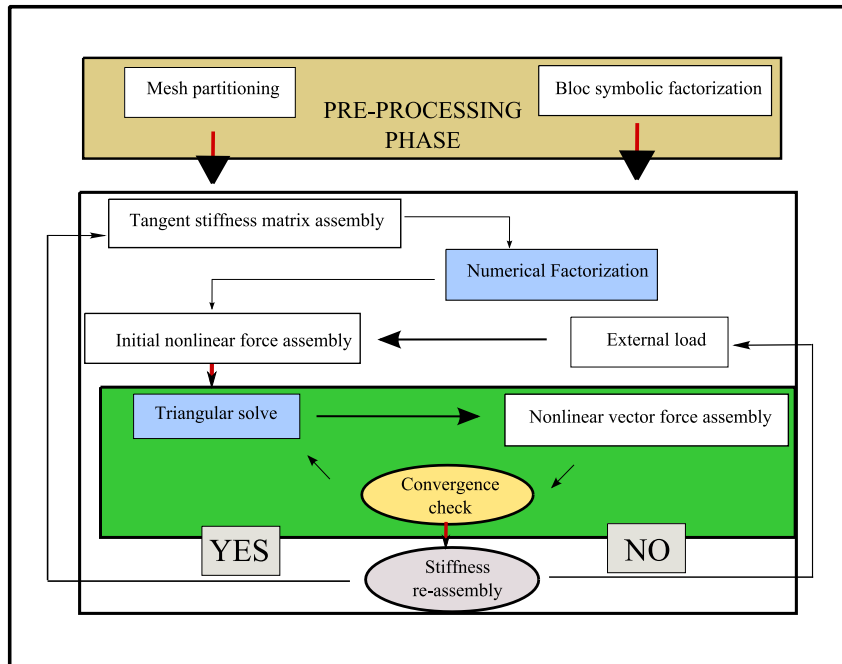 Mesh partitioning
Bloc symbolic factorization
PRE-PROCESSING
PHASE
Tangent stiffness matrix assembly
Numerical Factorization
Initial nonlinear force assembly
External load
Triangular solve
Nonlinear vector force assembly
Convergence
check
YES
NO
Stiffness
re-assembly